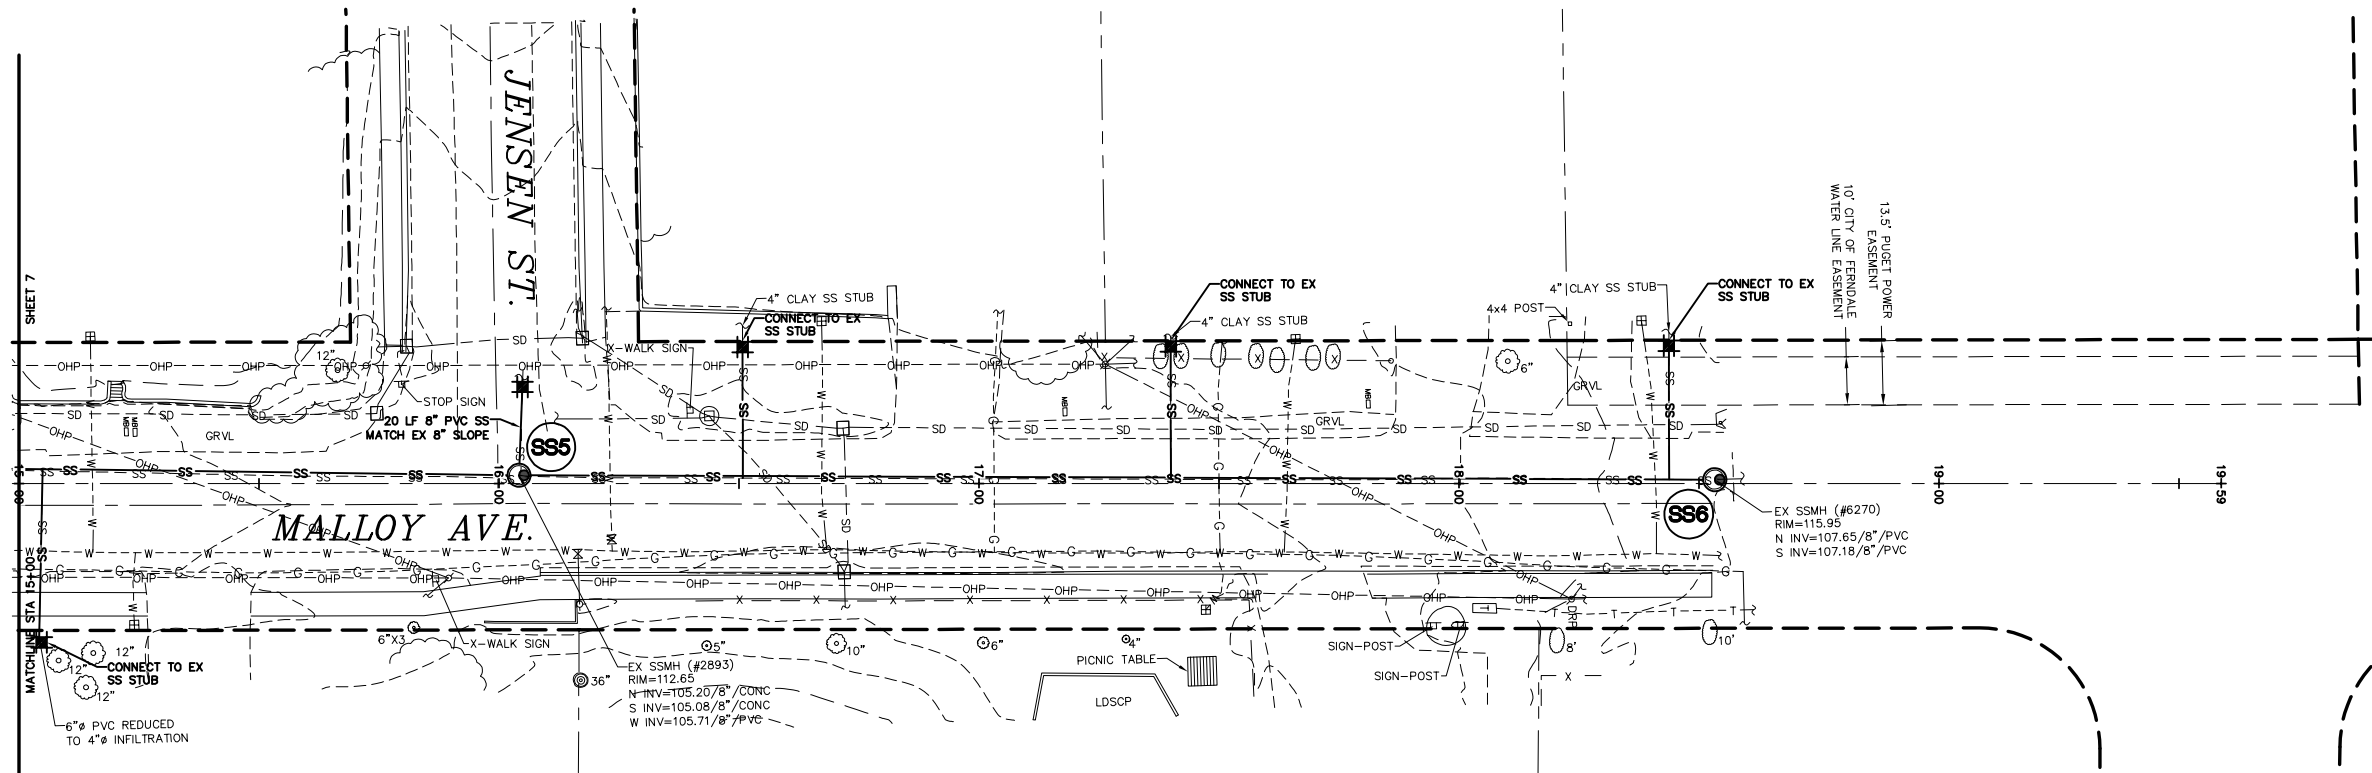 JENSEN ST.
MALLOY AVE.
SHEET 7
MATCHLINE STA 15+00
15+00
16+00
17+00
18+00
19+00
19+59
10' CITY OF FERNDALE
WATER LINE EASEMENT
13.5' PUGET POWER
EASEMENT
4" CLAY SS STUB
CONNECT TO EX
SS STUB
X-WALK SIGN
CONNECT TO EX
SS STUB
4" CLAY SS STUB
4" CLAY SS STUB
CONNECT TO EX
SS STUB
4x4 POST
12"
6"
STOP SIGN
20 LF 8" PVC SS
MATCH EX 8" SLOPE
SS5
SS6
GRVL
GRVL
GRVL
EX SSMH (#6270)
RIM=115.95
N INV=107.65/8"/PVC
S INV=107.18/8"/PVC
6"X3
X-WALK SIGN
12"
12"
12"
CONNECT TO EX
SS STUB
6"ø PVC REDUCED
TO 4"ø INFILTRATION
36"
EX SSMH (#2893)
RIM=112.65
N INV=105.20/8"/CONC
S INV=105.08/8"/CONC
W INV=105.71/8"/PVC
5"
10"
6"
4"
PICNIC TABLE
LDSCP
SIGN-POST
SIGN-POST
DRP
8'
10'
OHP
SD
SS
W
G
X
T
MB